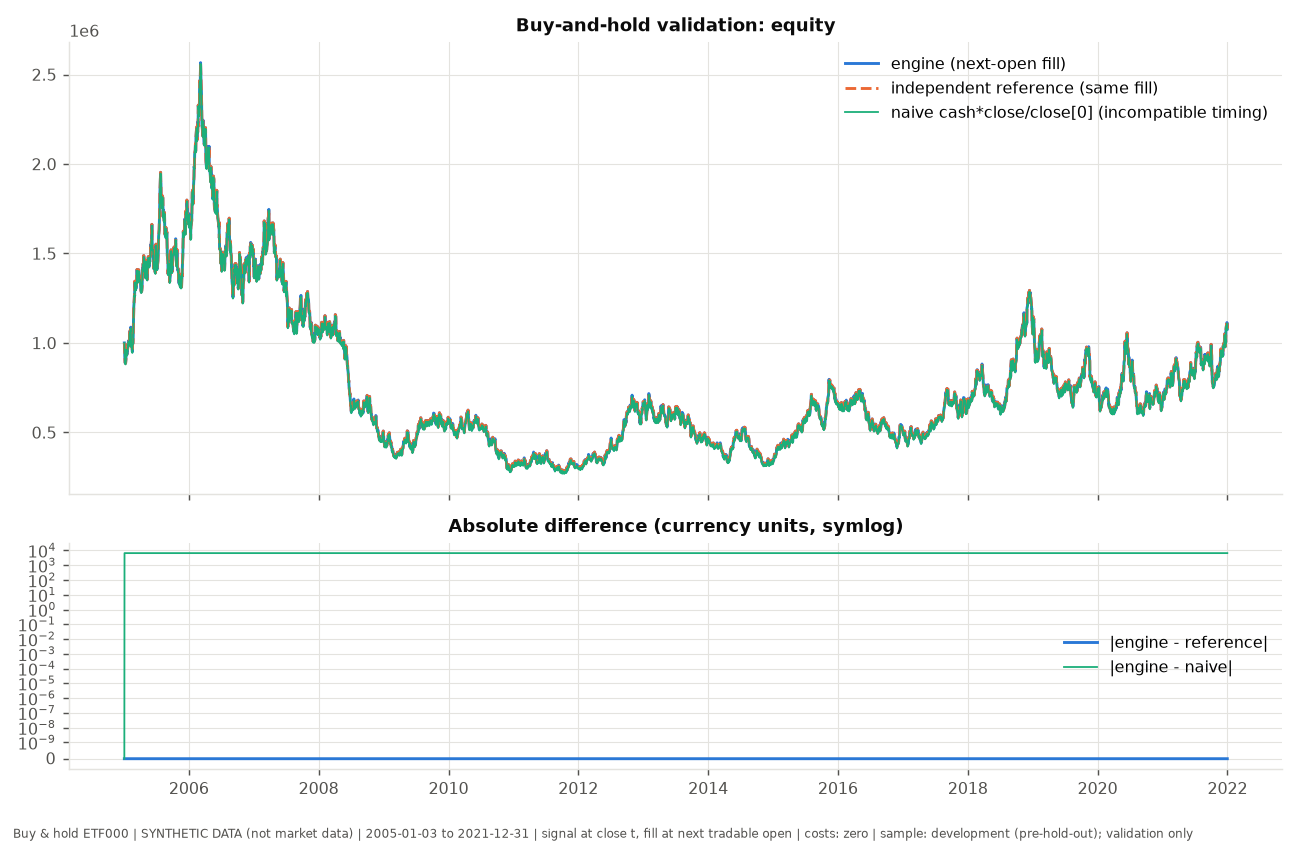 Buy-and-hold validation: equity
1e6
2.5
2.0
1.5
1.0
0.5
engine (next-open fill)
independent reference (same fill)
naive cash*close/close[0] (incompatible timing)
Absolute difference (currency units, symlog)
10⁴
10³
10²
10¹
10⁰
10⁻¹
10⁻²
10⁻³
10⁻⁴
10⁻⁵
10⁻⁶
10⁻⁷
10⁻⁸
10⁻⁹
0
|engine - reference|
|engine - naive|
2006 2008 2010 2012 2014 2016 2018 2020 2022
Buy & hold ETF000 | SYNTHETIC DATA (not market data) | 2005-01-03 to 2021-12-31 | signal at close t, fill at next tradable open | costs: zero | sample: development (pre-hold-out); validation only